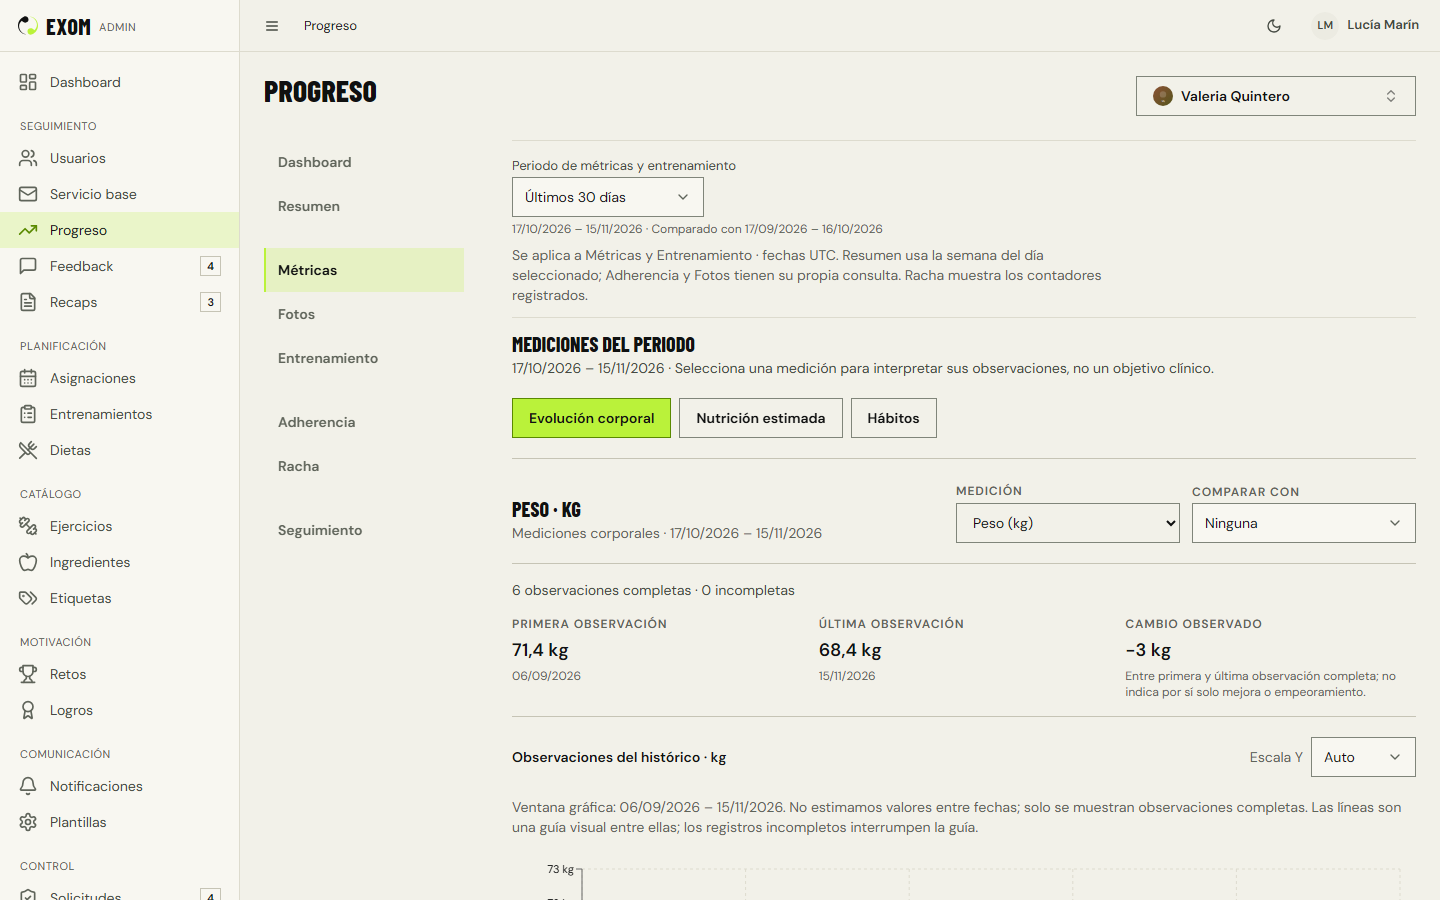 EXOM ADMIN
Progreso
LM Lucía Marín
Dashboard
SEGUIMIENTO
Usuarios
Servicio base
Progreso
Feedback 4
Recaps 3
PLANIFICACIÓN
Asignaciones
Entrenamientos
Dietas
CATÁLOGO
Ejercicios
Ingredientes
Etiquetas
MOTIVACIÓN
Retos
Logros
COMUNICACIÓN
Notificaciones
Plantillas
CONTROL
Solicitudes 4
PROGRESO
Valeria Quintero
Dashboard
Resumen
Métricas
Fotos
Entrenamiento
Adherencia
Racha
Seguimiento
Periodo de métricas y entrenamiento
Últimos 30 días
17/10/2026 – 15/11/2026 · Comparado con 17/09/2026 – 16/10/2026
Se aplica a Métricas y Entrenamiento · fechas UTC. Resumen usa la semana del día
seleccionado; Adherencia y Fotos tienen su propia consulta. Racha muestra los contadores
registrados.
MEDICIONES DEL PERIODO
17/10/2026 – 15/11/2026 · Selecciona una medición para interpretar sus observaciones, no un objetivo clínico.
Evolución corporal
Nutrición estimada
Hábitos
PESO · KG
Mediciones corporales · 17/10/2026 – 15/11/2026
MEDICIÓN
Peso (kg)
COMPARAR CON
Ninguna
6 observaciones completas · 0 incompletas
PRIMERA OBSERVACIÓN
71,4 kg
06/09/2026
ÚLTIMA OBSERVACIÓN
68,4 kg
15/11/2026
CAMBIO OBSERVADO
-3 kg
Entre primera y última observación completa; no
indica por sí solo mejora o empeoramiento.
Observaciones del histórico · kg
Escala Y
Auto
Ventana gráfica: 06/09/2026 – 15/11/2026. No estimamos valores entre fechas; solo se muestran observaciones completas. Las líneas son
una guía visual entre ellas; los registros incompletos interrumpen la guía.
73 kg